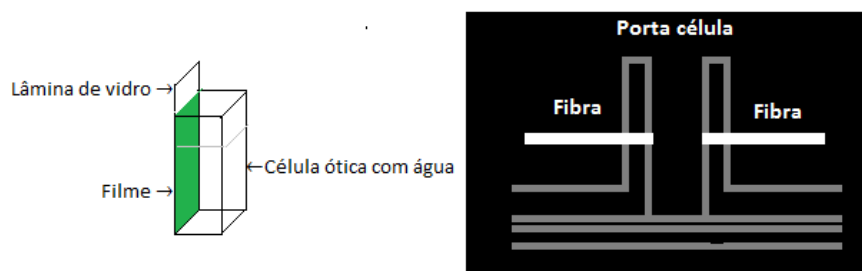 Lâmina de vidro→
Filme →
←Célula ótica com água
Porta célula
Fibra
Fibra